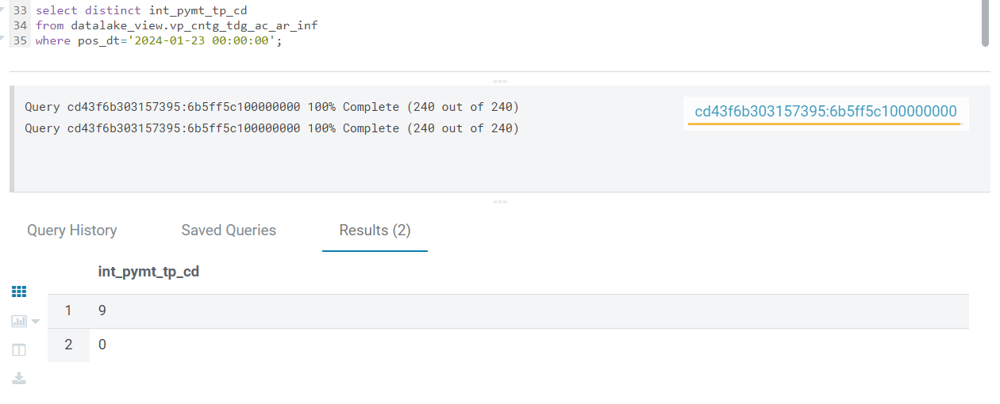 33 select distinct int_pymt_tp_cd
34 from datalake_view.vp_cntg_tdg_ac_ar_inf
35 where pos_dt='2024-01-23 00:00:00';
Query cd43f6b303157395:6b5ff5c100000000 100% Complete (240 out of 240)
cd43f6b303157395:6b5ff5c100000000
Query cd43f6b303157395:6b5ff5c100000000 100% Complete (240 out of 240)
Query History Saved Queries Results (2)
int_pymt_tp_cd
1 9
2 0